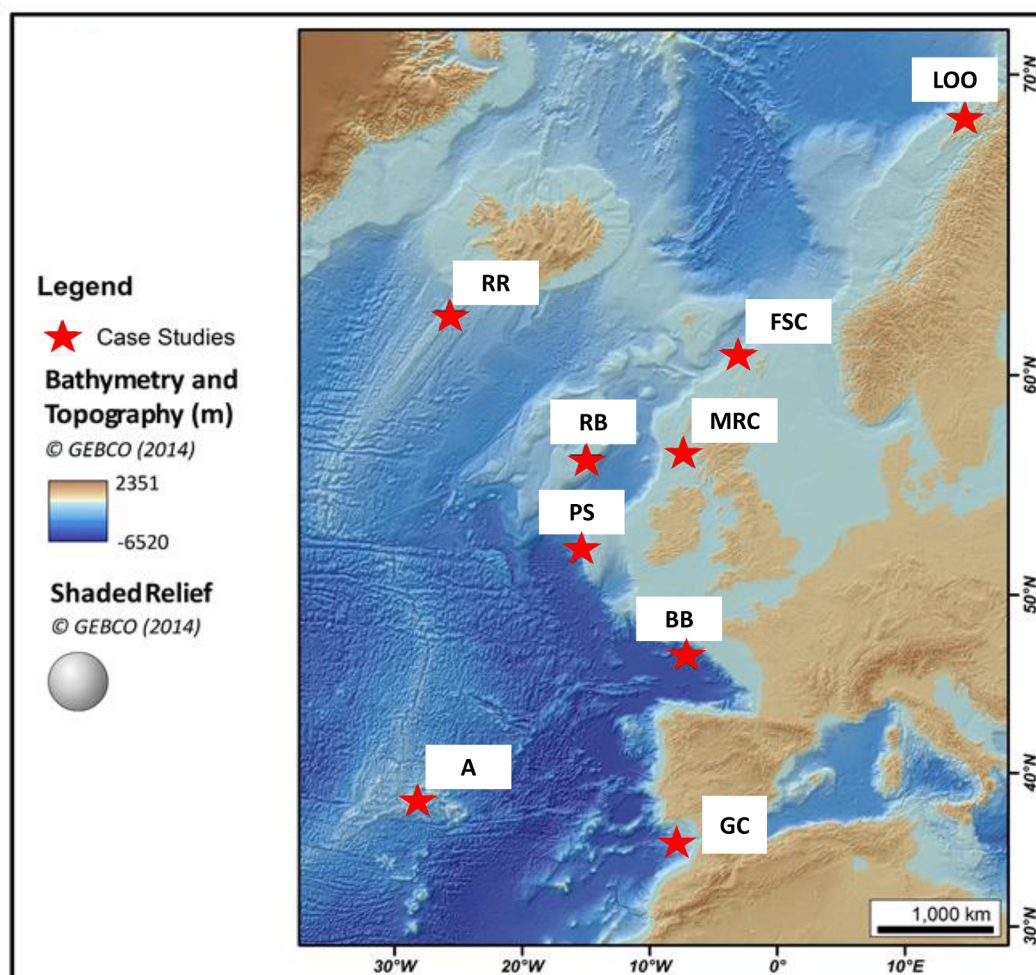 LOO
RR
FSC
RB
MRC
PS
BB
A
GC
Legend
Case Studies
Bathymetry and
Topography (m)
© GEBCO (2014)
2351
-6520
Shaded Relief
© GEBCO (2014)
1,000 km
70°N
60°N
50°N
40°N
30°N
30°W
20°W
10°W
0°
10°E